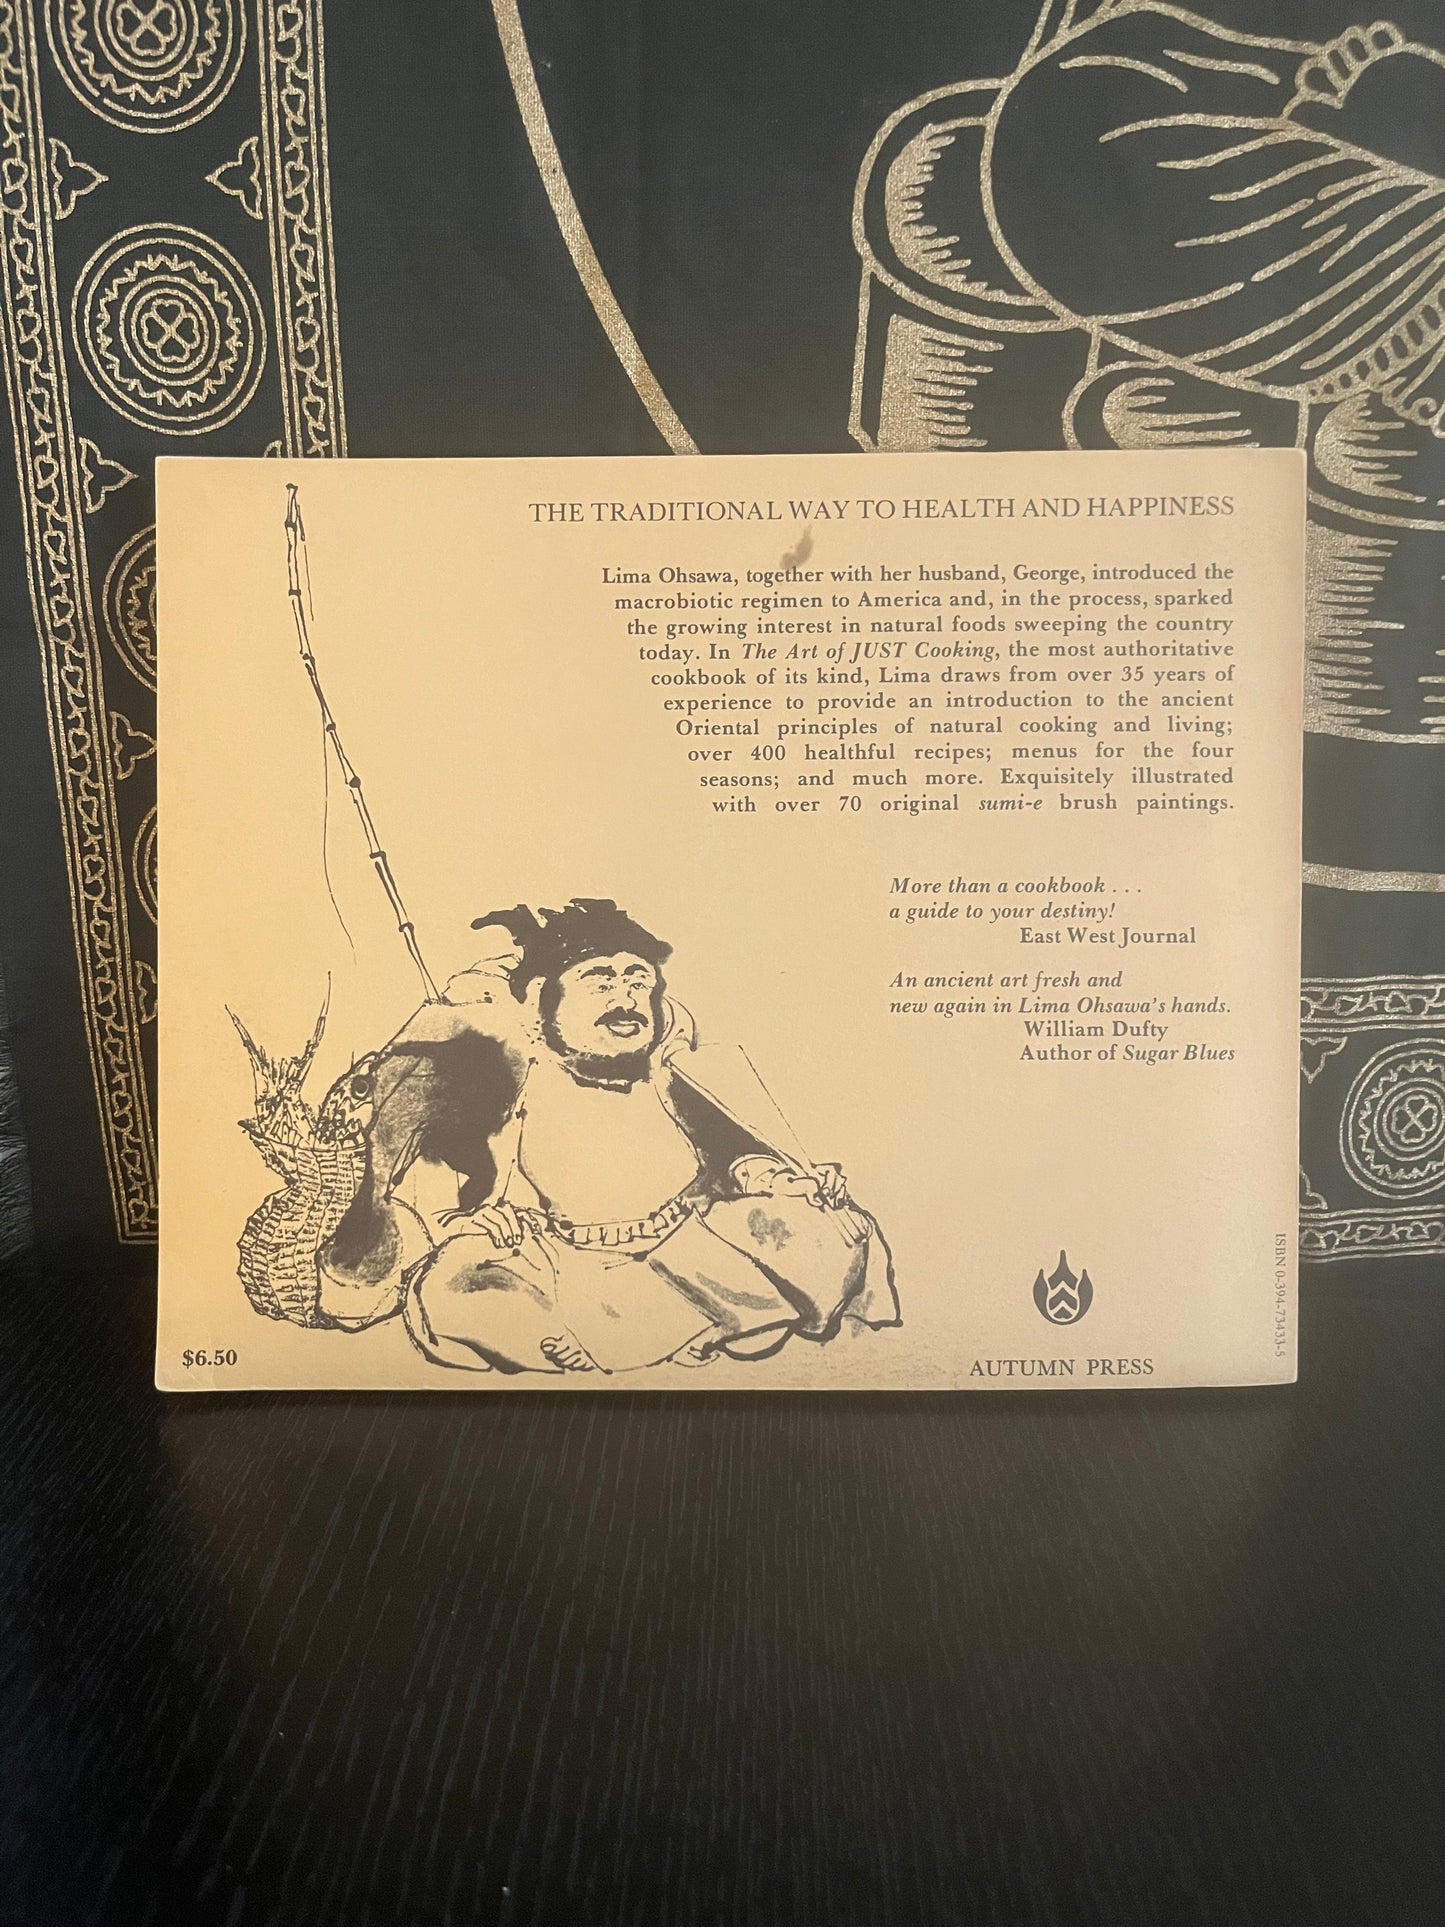 THE TRADITIONAL WAY TO HEALTH AND HAPPINESS
Lima Ohsawa, together with her husband, George, introduced the
macrobiotic regimen to America and, in the process, sparked
the growing interest in natural foods sweeping the country
today. In The Art of JUST Cooking, the most authoritative
cookbook of its kind, Lima draws from over 35 years of
experience to provide an introduction to the ancient
Oriental principles of natural cooking and living;
over 400 healthful recipes; menus for the four
seasons; and much more. Exquisitely illustrated
with over 70 original sumi-e brush paintings.
More than a cookbook . . .
a guide to your destiny!
East West Journal
An ancient art fresh and
new again in Lima Ohsawa's hands.
William Dufty
Author of Sugar Blues
$6.50
AUTUMN PRESS
ISBN 0-394-73433-5